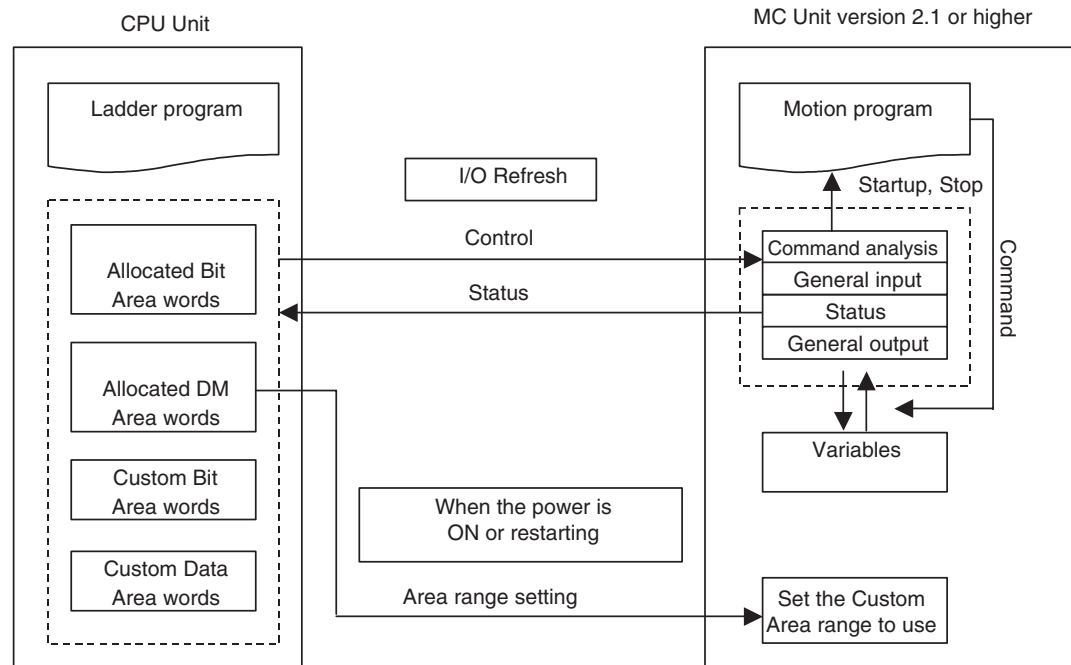 CPU Unit
MC Unit version 2.1 or higher
Ladder program
Motion program
I/O Refresh
Startup, Stop
Control
Command analysis
General input
Status
General output
Command
Allocated Bit
Area words
Status
Allocated DM
Area words
Variables
Custom Bit
Area words
When the power is
ON or restarting
Custom Data
Area words
Area range setting
Set the Custom
Area range to use